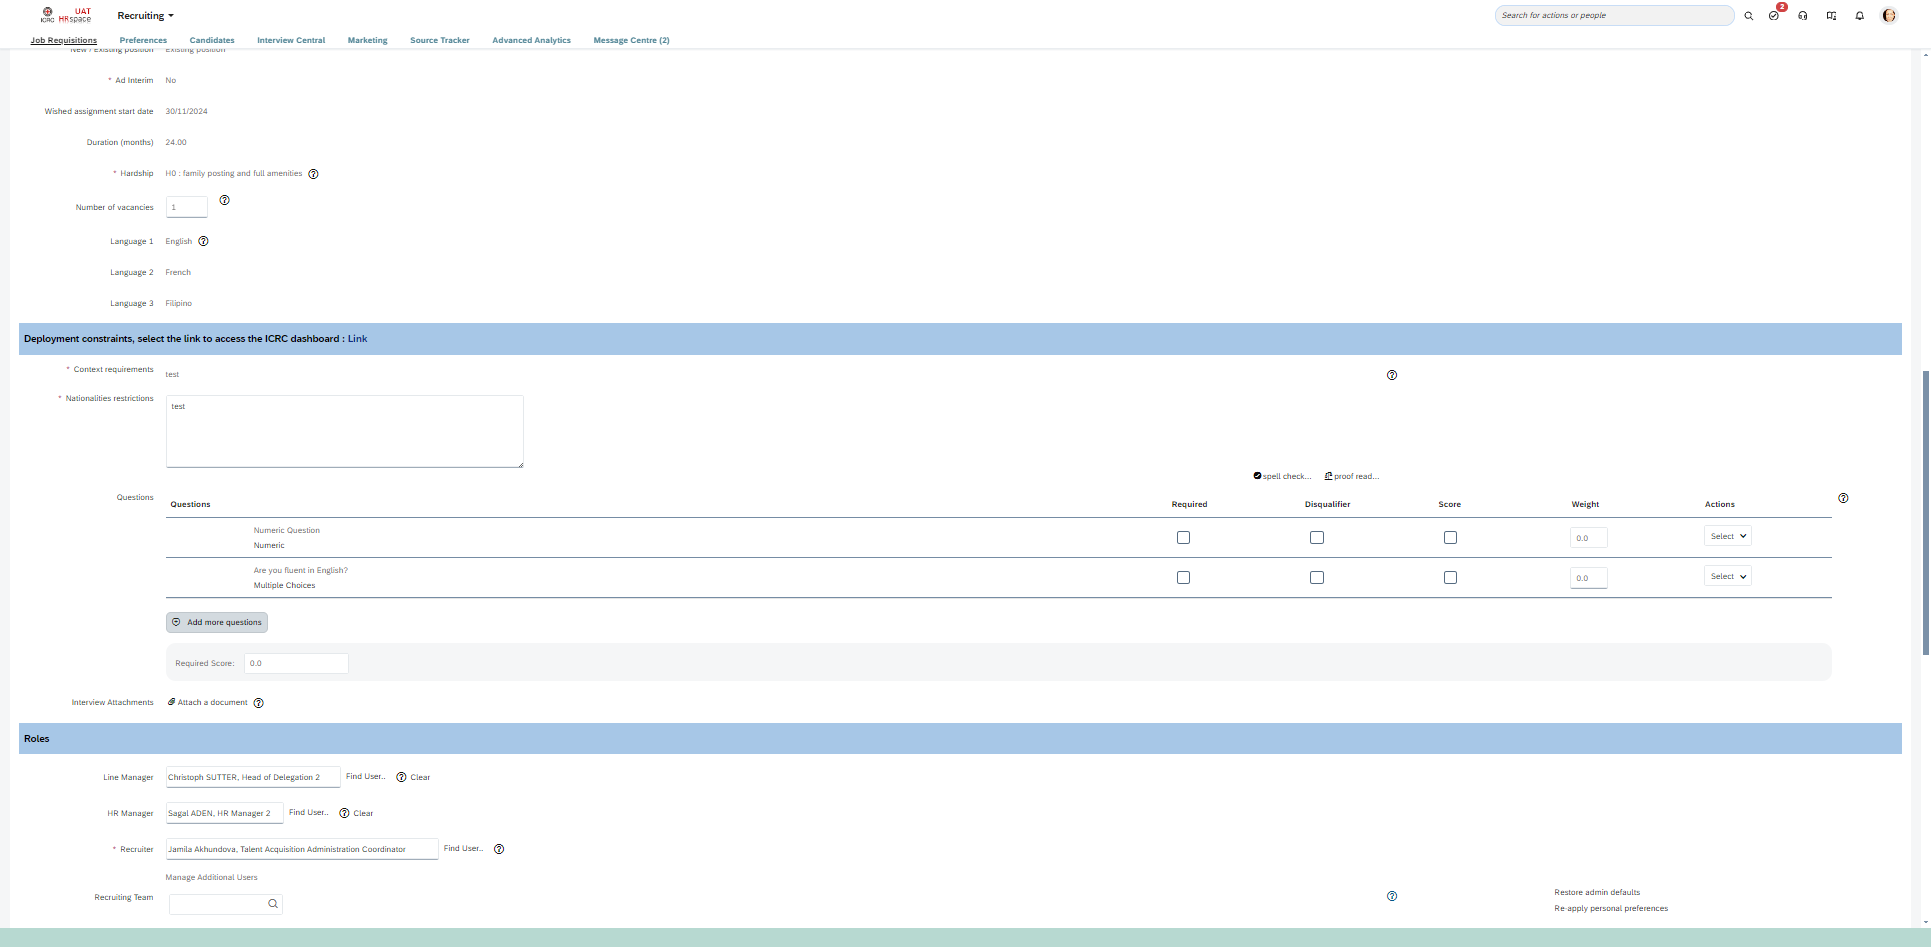 ICRC
UAT
HRspace
Recruiting
Search for actions or people
2
Job Requisitions
Preferences
Candidates
Interview Central
Marketing
Source Tracker
Advanced Analytics
Message Centre (2)
New / Existing position Existing position
* Ad Interim No
Wished assignment start date 30/11/2024
Duration (months) 24.00
* Hardship H0 : family posting and full amenities
Number of vacancies 1
Language 1 English
Language 2 French
Language 3 Filipino
Deployment constraints, select the link to access the ICRC dashboard : Link
* Context requirements test
* Nationalities restrictions test
spell check... proof read...
Questions
Questions Required Disqualifier Score Weight Actions
Numeric Question
Numeric
0.0 Select
Are you fluent in English?
Multiple Choices
0.0 Select
Add more questions
Required Score: 0.0
Interview Attachments Attach a document
Roles
Line Manager Christoph SUTTER, Head of Delegation 2 Find User.. Clear
HR Manager Sagal ADEN, HR Manager 2 Find User.. Clear
* Recruiter Jamila Akhundova, Talent Acquisition Administration Coordinator Find User..
Manage Additional Users
Recruiting Team
Restore admin defaults
Re-apply personal preferences